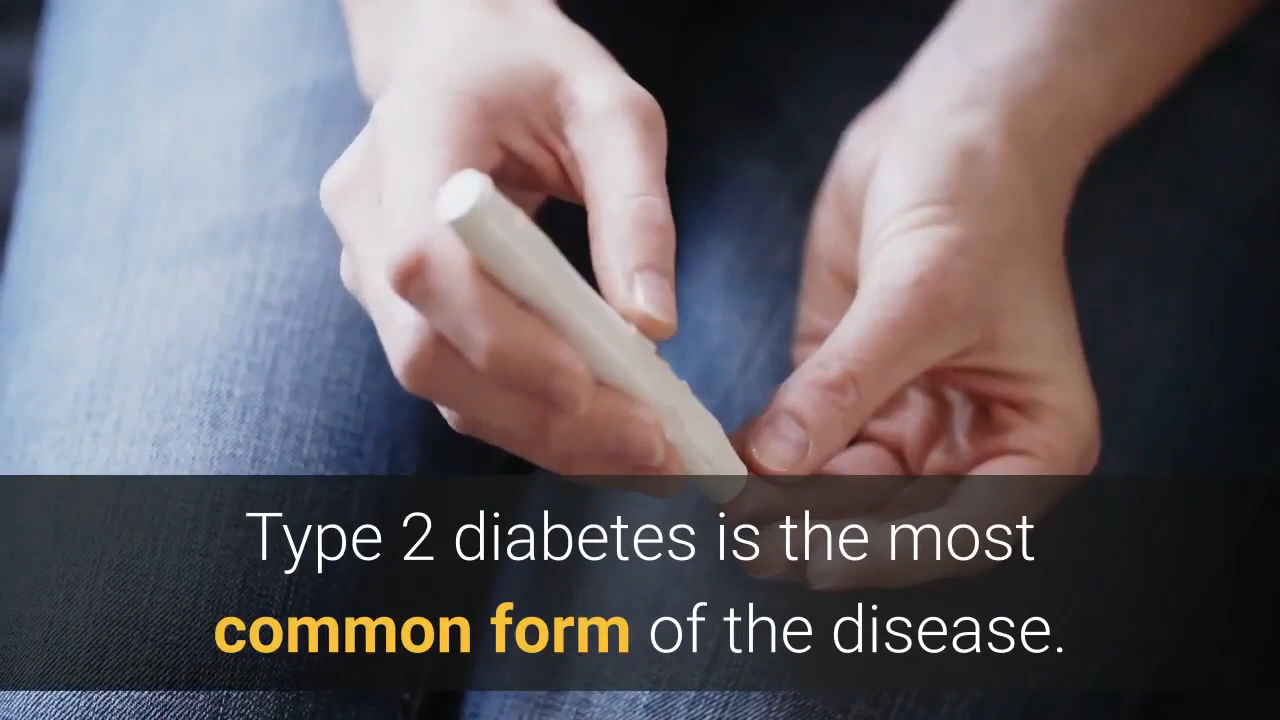 Type 2 diabetes is the most
common form of the disease.